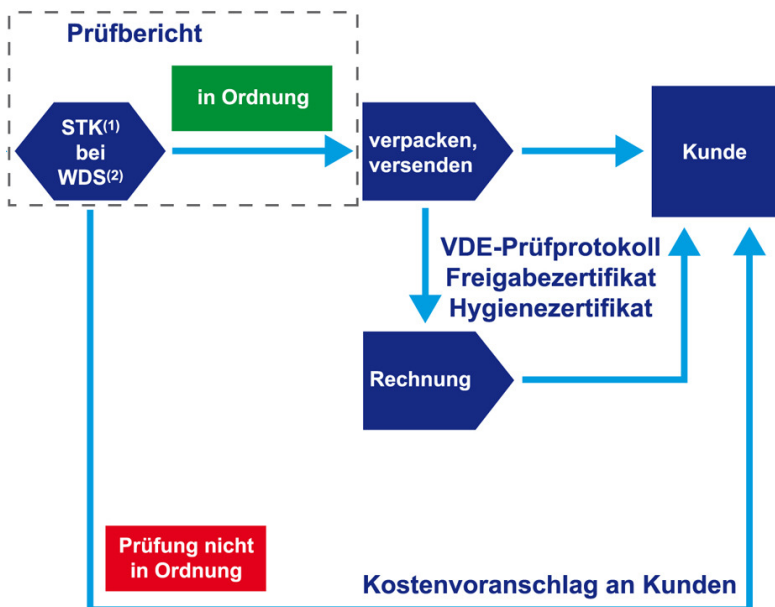 Prüfbericht
in Ordnung
STK(1)
bei
WDS(2)
verpacken,
versenden
Kunde
VDE-Prüfprotokoll
Freigabezertifikat
Hygienezertifikat
Rechnung
Prüfung nicht
in Ordnung
Kostenvoranschlag an Kunden